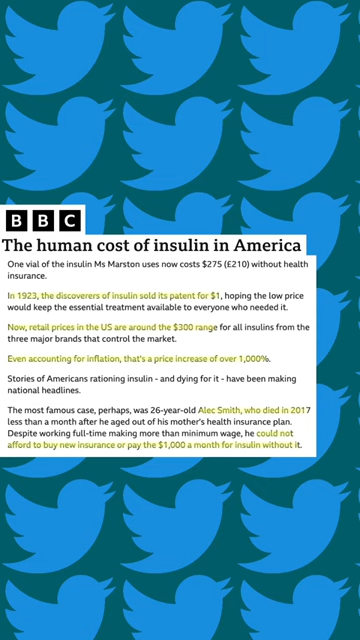 BBC
The human cost of insulin in America
One vial of the insulin Ms Marston uses now costs $275 (£210) without health
insurance.
In 1923, the discoverers of insulin sold its patent for $1, hoping the low price
would keep the essential treatment available to everyone who needed it.
Now, retail prices in the US are around the $300 range for all insulins from the
three major brands that control the market.
Even accounting for inflation, that's a price increase of over 1,000%.
Stories of Americans rationing insulin - and dying for it - have been making
national headlines.
The most famous case, perhaps, was 26-year-old Alec Smith, who died in 2017
less than a month after he aged out of his mother's health insurance plan.
Despite working full-time making more than minimum wage, he could not
afford to buy new insurance or pay the $1,000 a month for insulin without it.